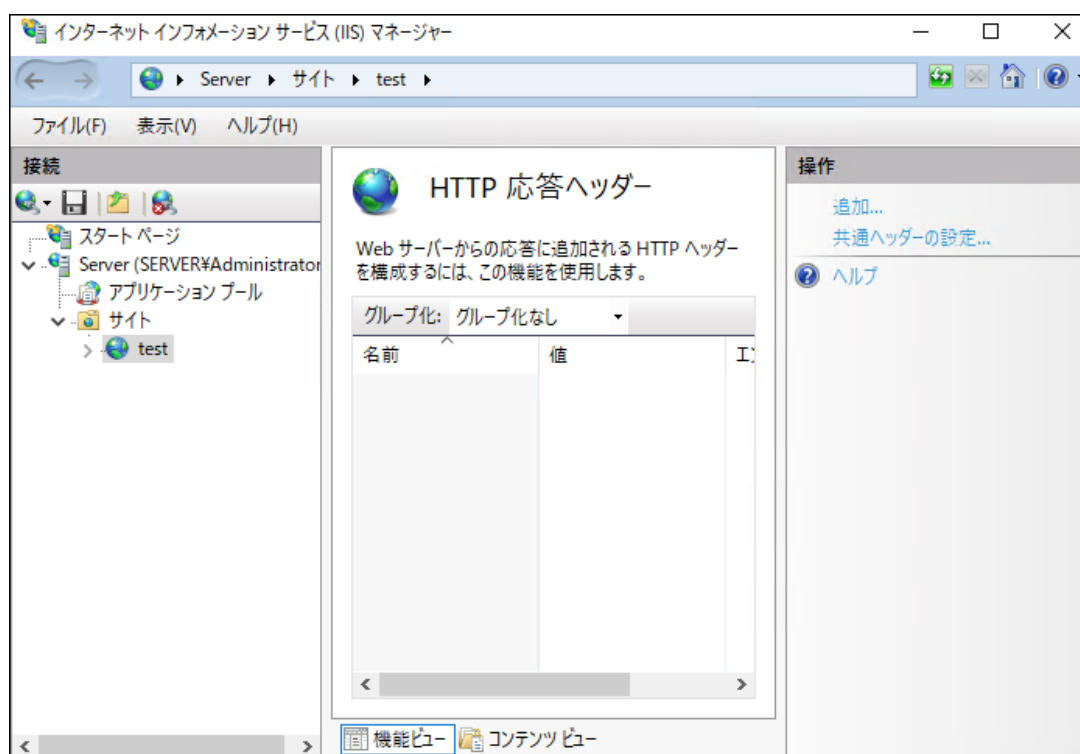 インターネット インフォメーション サービス (IIS) マネージャー
Server サイト test
ファイル(F) 表示(V) ヘルプ(H)
接続
スタート ページ
Server (SERVER¥Administrator
アプリケーション プール
サイト
test
HTTP 応答ヘッダー
Web サーバーからの応答に追加される HTTP ヘッダー
を構成するには、この機能を使用します。
グループ化: グループ化なし
名前 値
機能ビュー コンテンツ ビュー
操作
追加...
共通ヘッダーの設定...
ヘルプ